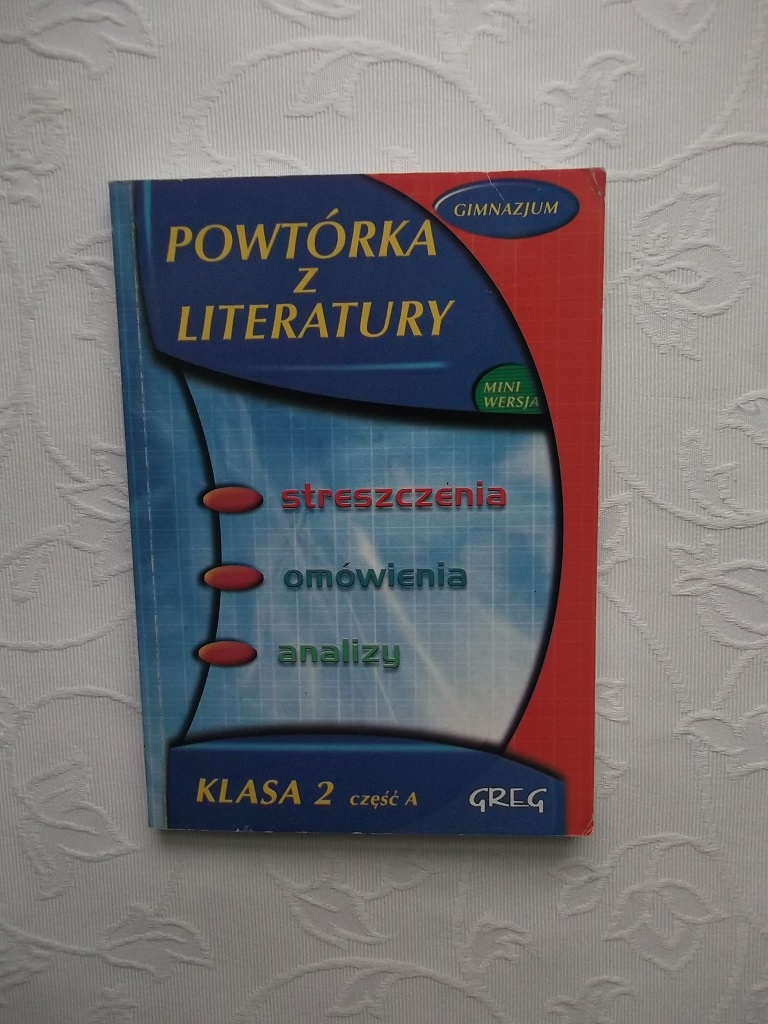 GIMNAZJUM
POWTÓRKA
Z
LITERATURY
MINI
WERSJA
streszczenia
omówienia
analizy
KLASA 2 część A
GREG